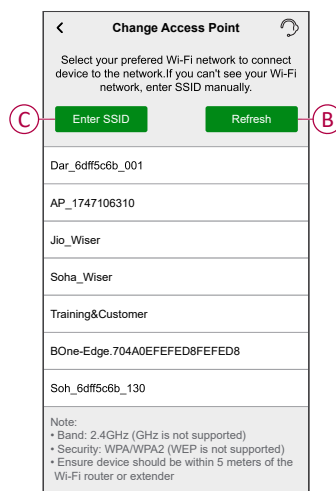 Change Access Point
Select your prefered Wi-Fi network to connect
device to the network.If you can't see your Wi-Fi
network, enter SSID manually.
C
Enter SSID
Refresh
B
Dar_6dff5c6b_001
AP_1747106310
Jio_Wiser
Soha_Wiser
Training&Customer
BOne-Edge.704A0EFEFED8FEFED8
Soh_6dff5c6b_130
Note:
• Band: 2.4GHz (GHz is not supported)
• Security: WPA/WPA2 (WEP is not supported)
• Ensure device should be within 5 meters of the
Wi-Fi router or extender